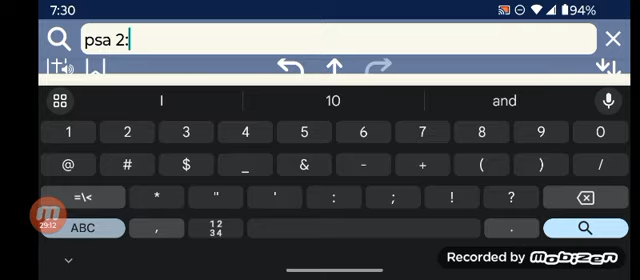 7:30 94%
psa 2:
I 10 and
1 2 3 4 5 6 7 8 9 0
@ # $ _ & - + ( ) /
=\< * " ' : ; ! ?
ABC , 12 34 .
29:12
Recorded by Mobizen